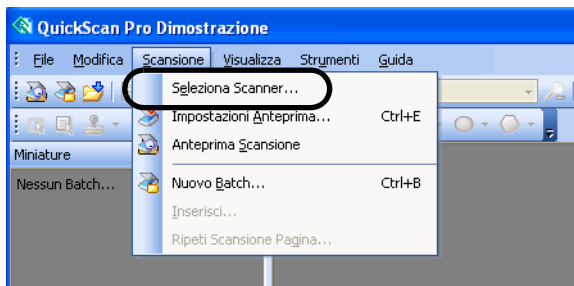 QuickScan Pro Dimostrazione
File Modifica Scansione Visualizza Strumenti Guida
Seleziona Scanner...
Impostazioni Anteprima... Ctrl+E
Anteprima Scansione
Miniature
Nessun Batch...
Nuovo Batch... Ctrl+B
Inserisci...
Ripeti Scansione Pagina...